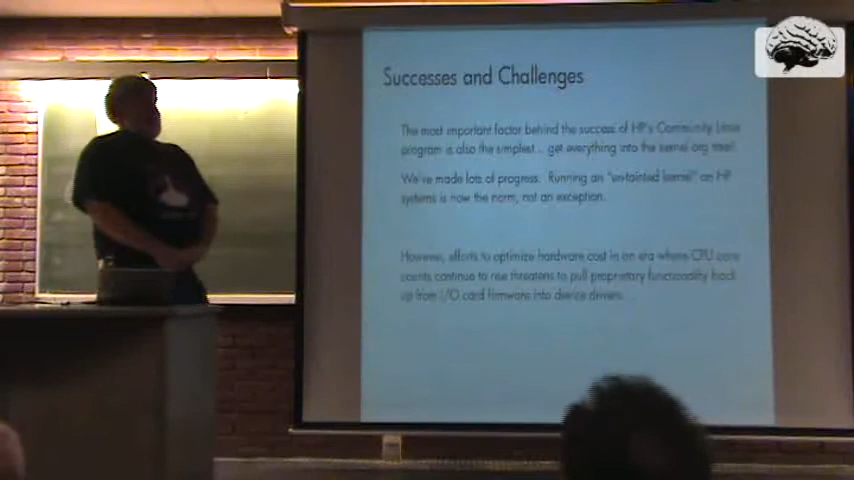 Successes and Challenges
The most important factor behind the success of HP's Community Linux
program is also the simplest... get everything into the kernel.org tree!
We've made lots of progress. Running an "untainted kernel" on HP
systems is now the norm, not an exception.
However, efforts to optimize hardware cost in an era where CPU core
counts continue to rise threatens to pull proprietary functionality back
up from I/O card firmware into device drivers...